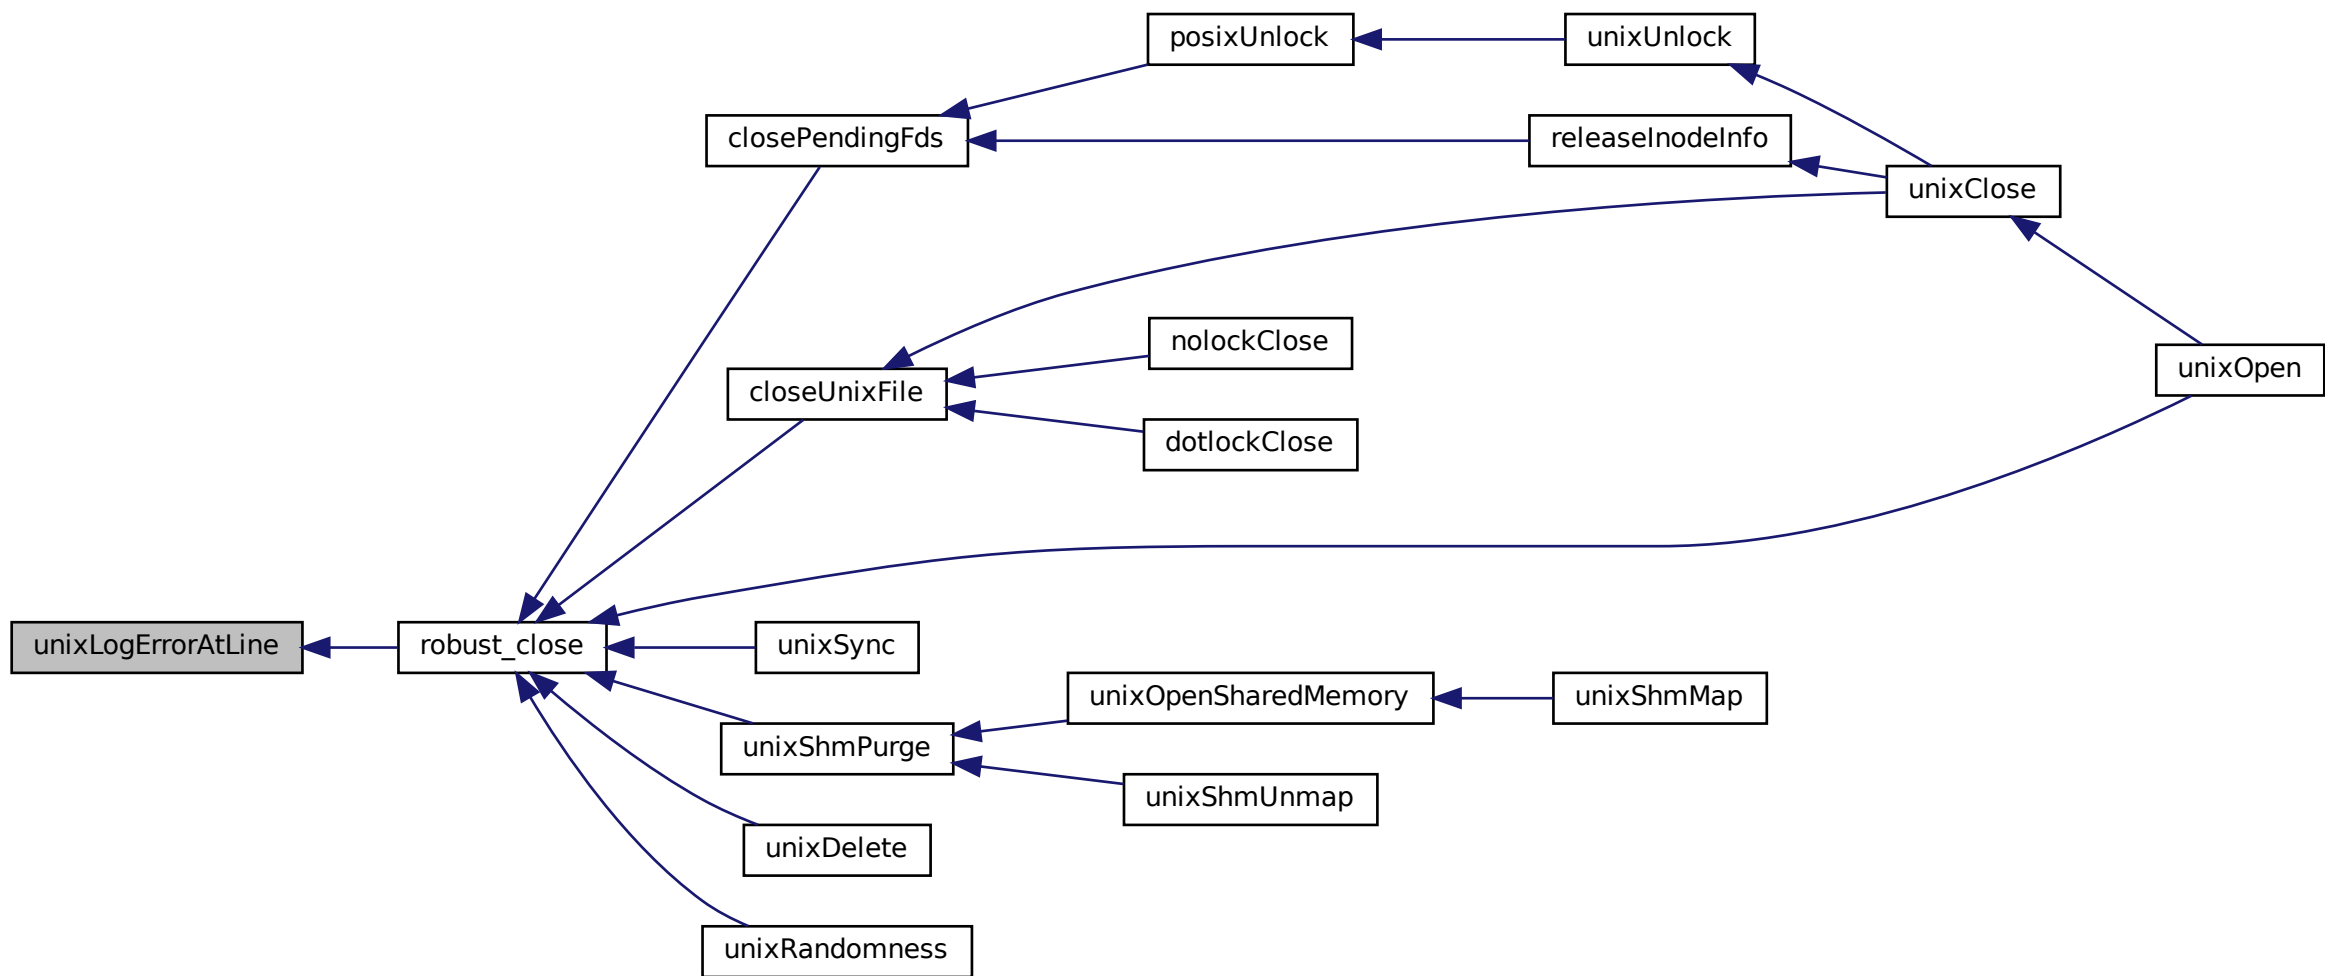 posixUnlock
unixUnlock
closePendingFds
releaseInodeInfo
unixClose
nolockClose
unixOpen
closeUnixFile
dotlockClose
unixLogErrorAtLine
robust_close
unixSync
unixOpenSharedMemory
unixShmMap
unixShmPurge
unixShmUnmap
unixDelete
unixRandomness